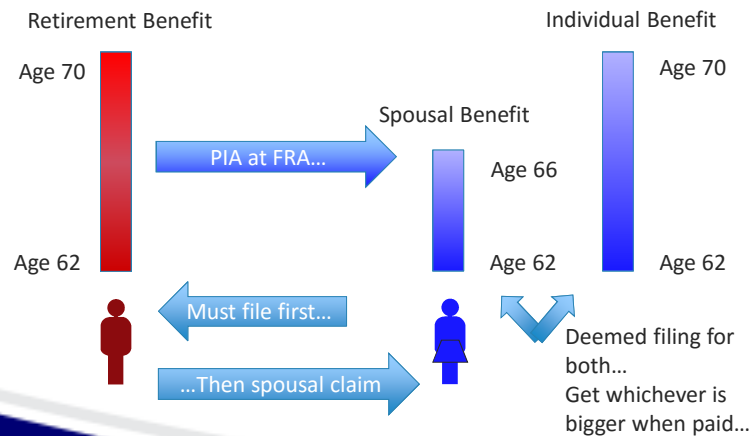 Retirement Benefit
Individual Benefit
Age 70
Age 70
Spousal Benefit
PIA at FRA...
Age 66
Age 62
Age 62
Age 62
Must file first...
...Then spousal claim
Deemed filing for
both...
Get whichever is
bigger when paid...